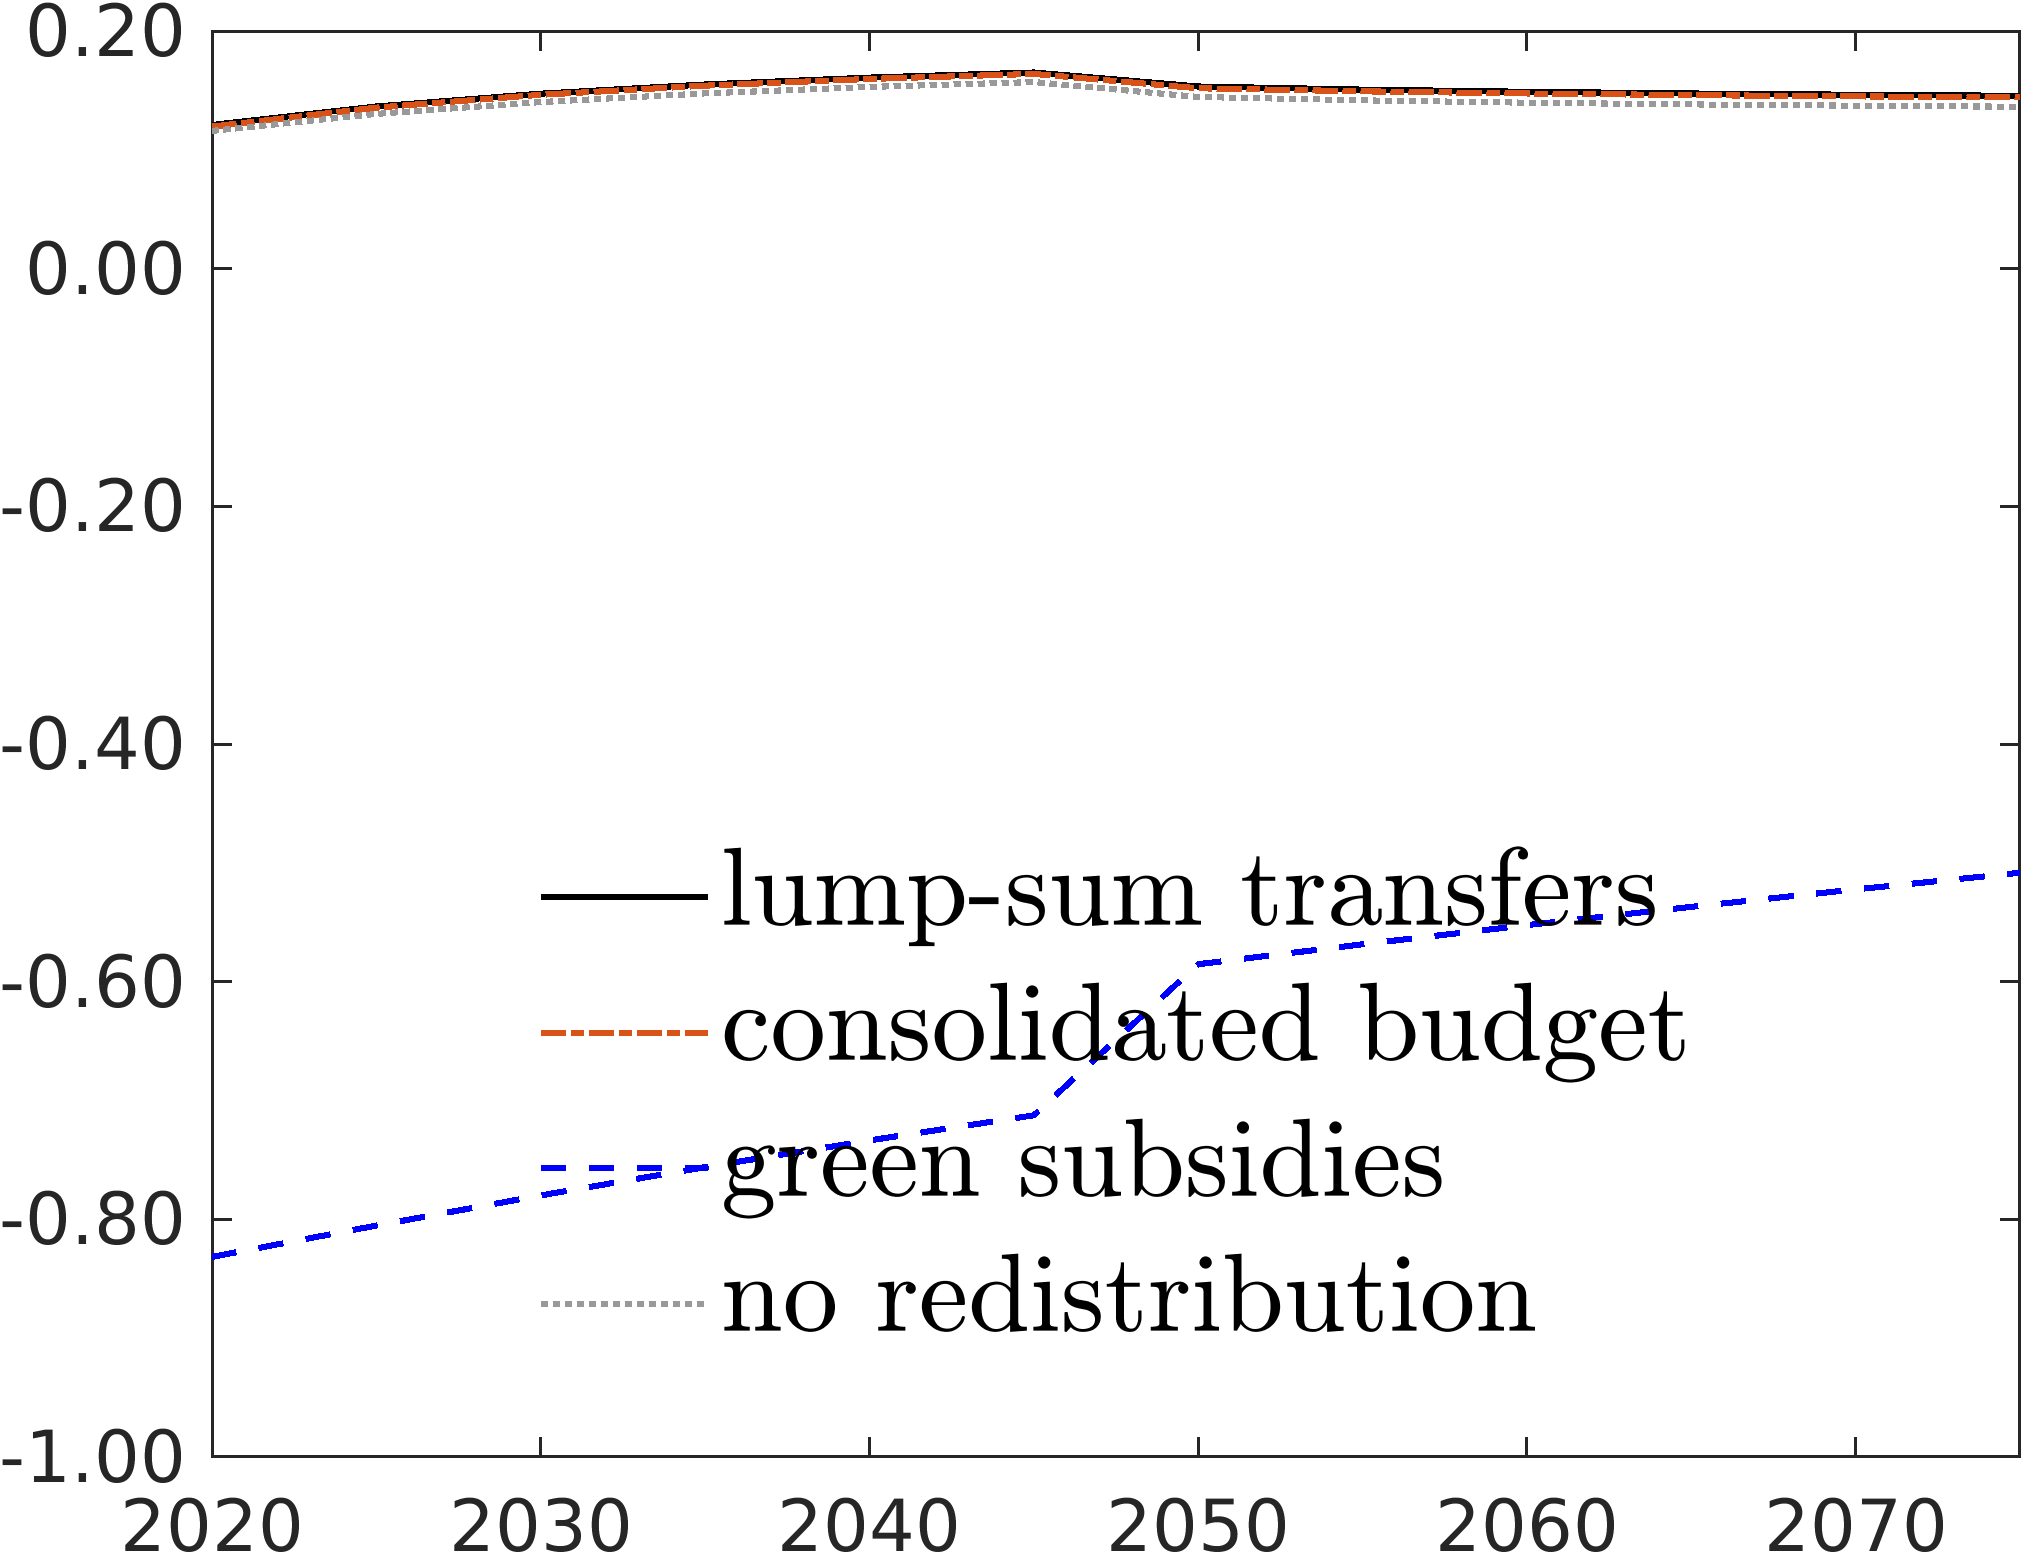 0.20
0.00
-0.20
-0.40
-0.60
-0.80
-1.00
lump-sum transfers
consolidated budget
green subsidies
no redistribution
2020 2030 2040 2050 2060 2070